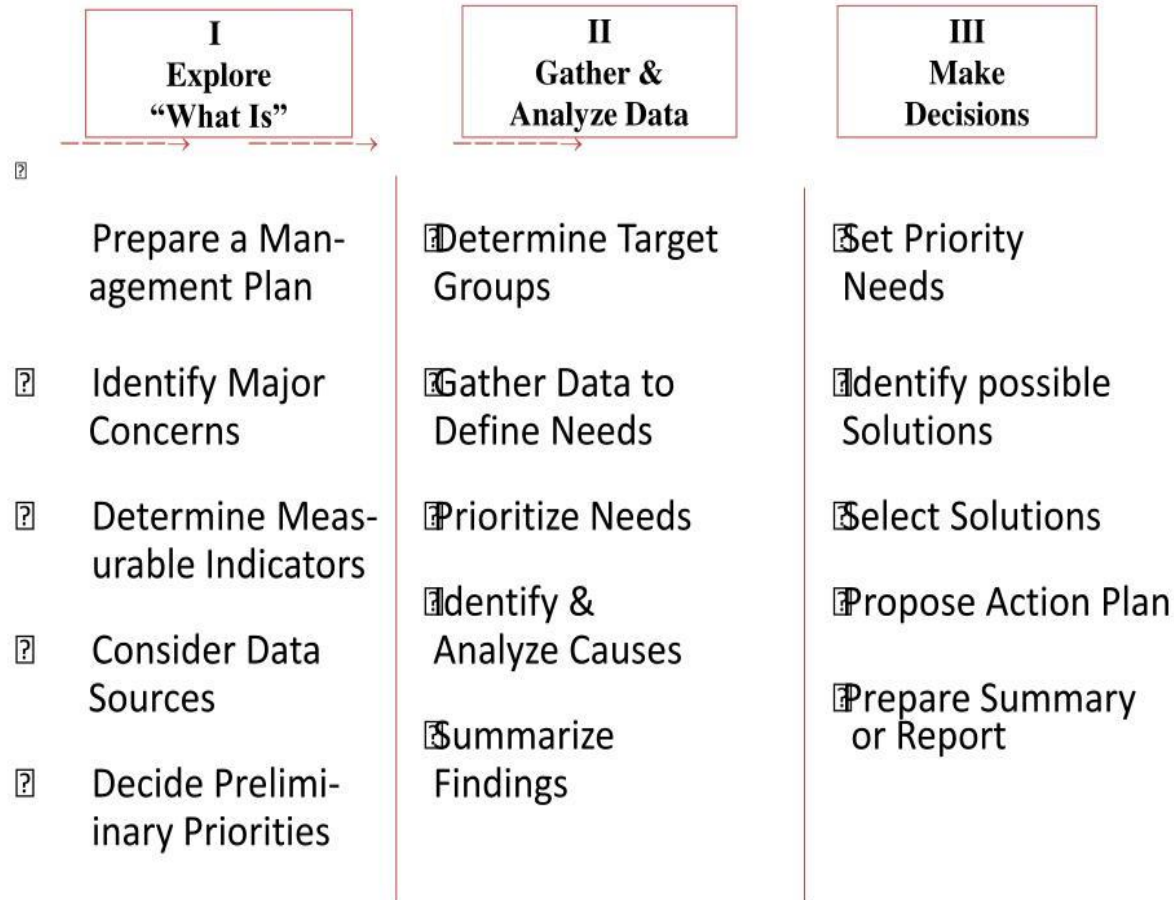 I
Explore
“What Is”
Prepare a Man-
agement Plan
Identify Major
Concerns
Determine Meas-
urable Indicators
Consider Data
Sources
Decide Prelimi-
inary Priorities
II
Gather &
Analyze Data
Determine Target
Groups
Gather Data to
Define Needs
Prioritize Needs
Identify &
Analyze Causes
Summarize
Findings
III
Make
Decisions
Set Priority
Needs
Identify possible
Solutions
Select Solutions
Propose Action Plan
Prepare Summary
or Report